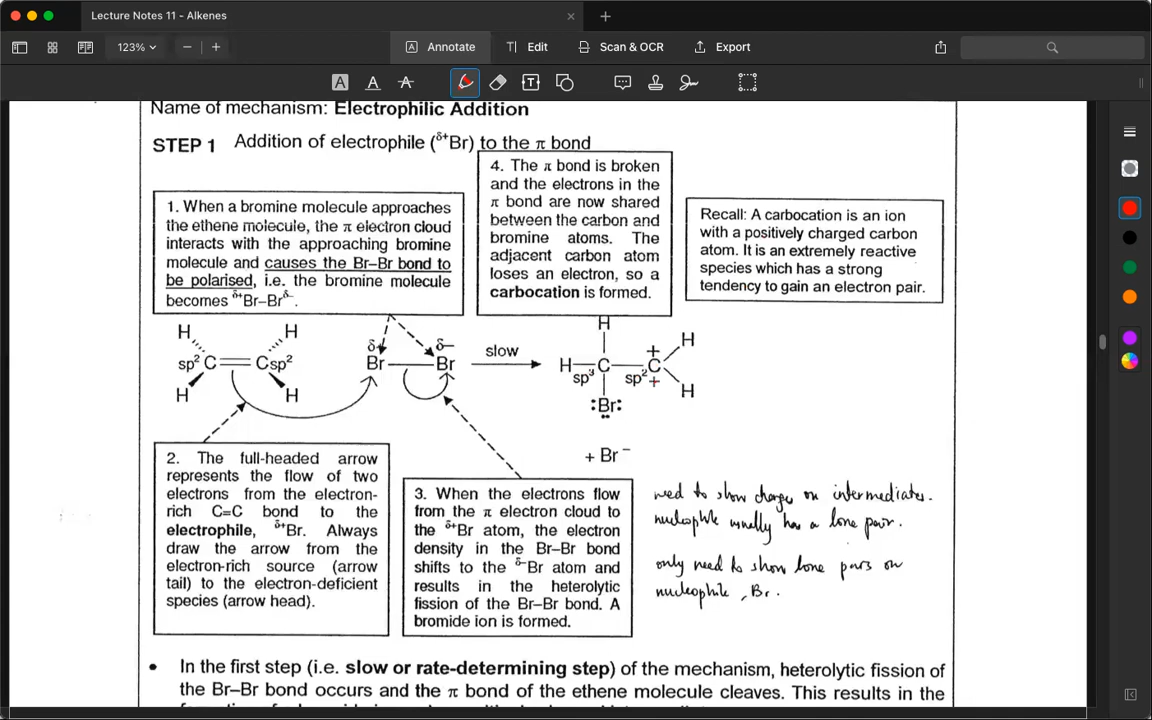 Lecture Notes 11 - Alkenes
123%
Annotate
Edit
Scan & OCR
Export
Name of mechanism: Electrophilic Addition
STEP 1 Addition of electrophile (δ+Br) to the π bond
1. When a bromine molecule approaches
the ethene molecule, the π electron cloud
interacts with the approaching bromine
molecule and causes the Br–Br bond to
be polarised, i.e. the bromine molecule
becomes δ+Br–Brδ-.
4. The π bond is broken
and the electrons in the
π bond are now shared
between the carbon and
bromine atoms. The
adjacent carbon atom
loses an electron, so a
carbocation is formed.
Recall: A carbocation is an ion
with a positively charged carbon
atom. It is an extremely reactive
species which has a strong
tendency to gain an electron pair.
H H
sp² C Csp²
H H
δ+ δ–
Br Br
slow
H
H C C H
+
sp³ sp² +
H
:Br:
+ Br –
2. The full-headed arrow
represents the flow of two
electrons from the electron-
rich C=C bond to the
electrophile, δ+Br. Always
draw the arrow from the
electron-rich source (arrow
tail) to the electron-deficient
species (arrow head).
3. When the electrons flow
from the π electron cloud to
the δ+Br atom, the electron
density in the Br–Br bond
shifts to the δ-Br atom and
results in the heterolytic
fission of the Br–Br bond. A
bromide ion is formed.
need to show charge on intermediates.
nucleophile usually has a lone pair.
only need to show lone pairs on
nucleophile, Br.
• In the first step (i.e. slow or rate-determining step) of the mechanism, heterolytic fission of
the Br–Br bond occurs and the π bond of the ethene molecule cleaves. This results in the